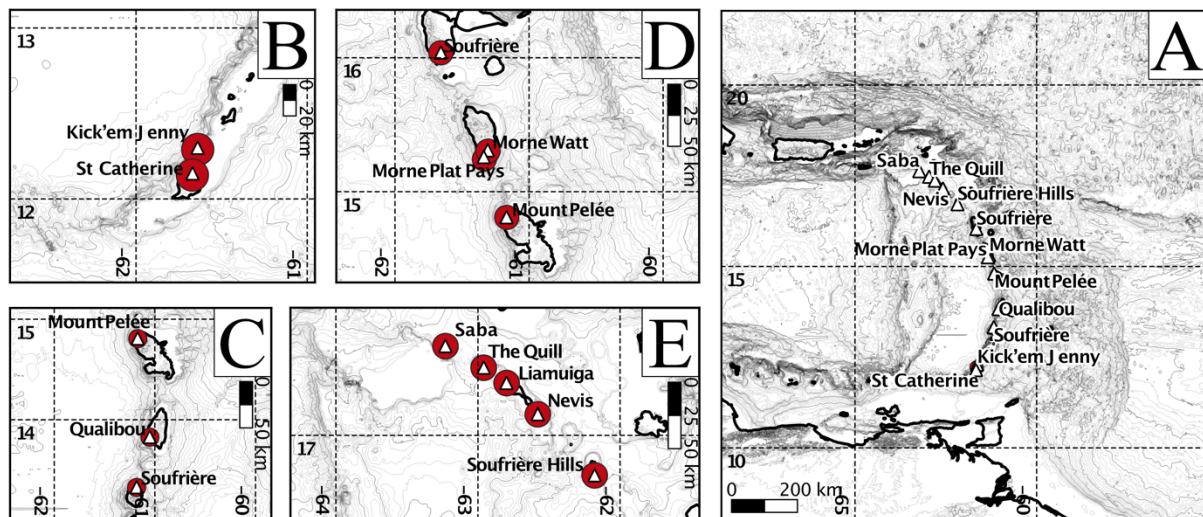 B
13
Kick'em Jenny
St Catherine
12
62
61
0
20 km
D
Soufrière
16
Morne Watt
Morne Plat Pays
15
Mount Pelée
62
61
60
0
25
50 km
A
20
Saba
The Quill
Nevis
Soufrière Hills
Soufrière
Morne Plat Pays
Morne Watt
15
Mount Pelée
Qualibou
Soufrière
Kick'em Jenny
St Catherine
10
65
60
0
200 km
C
15
Mount Pelée
14
Qualibou
Soufrière
62
61
60
0
50 km
E
Saba
The Quill
Liamuiga
Nevis
17
Soufrière Hills
64
63
62
0
25
50 km